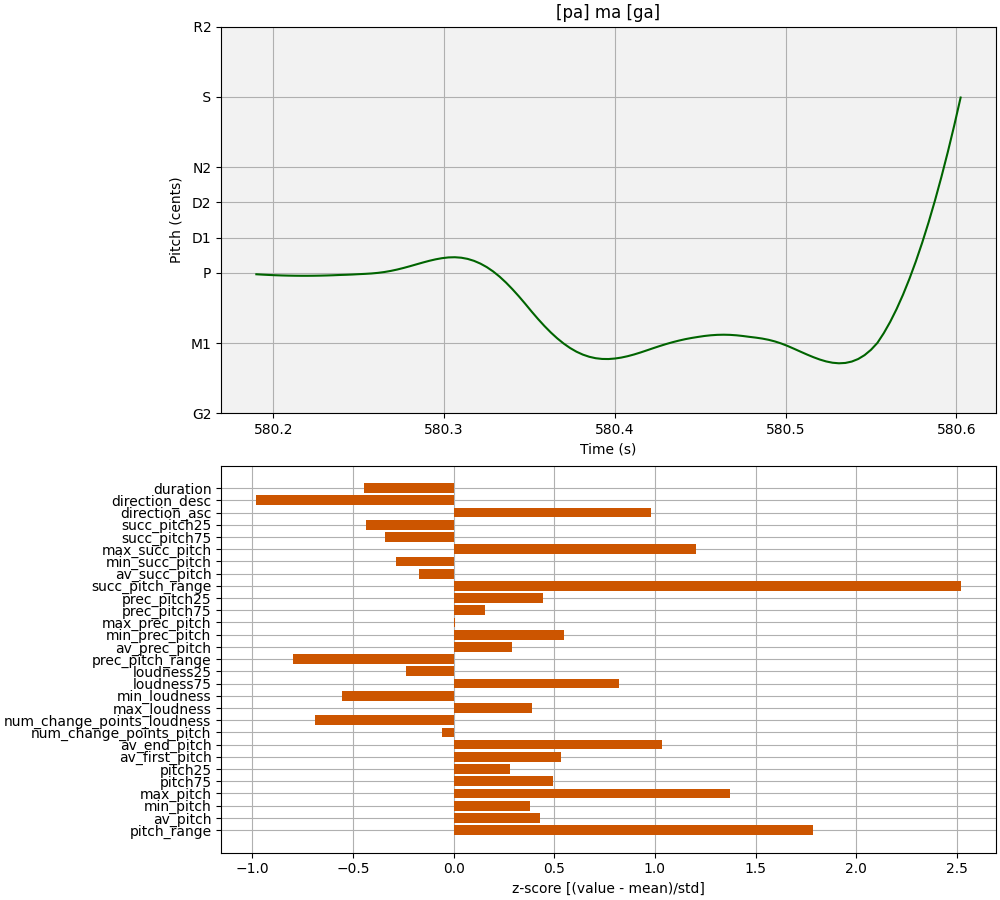 [pa] ma [ga]
R2
S
N2
D2
D1
P
M1
G2
Pitch (cents)
580.2 580.3 580.4 580.5 580.6
Time (s)
duration
direction_desc
direction_asc
succ_pitch25
succ_pitch75
max_succ_pitch
min_succ_pitch
av_succ_pitch
succ_pitch_range
prec_pitch25
prec_pitch75
max_prec_pitch
min_prec_pitch
av_prec_pitch
prec_pitch_range
loudness25
loudness75
min_loudness
max_loudness
num_change_points_loudness
num_change_points_pitch
av_end_pitch
av_first_pitch
pitch25
pitch75
max_pitch
min_pitch
av_pitch
pitch_range
−1.0 −0.5 0.0 0.5 1.0 1.5 2.0 2.5
z-score [(value - mean)/std]